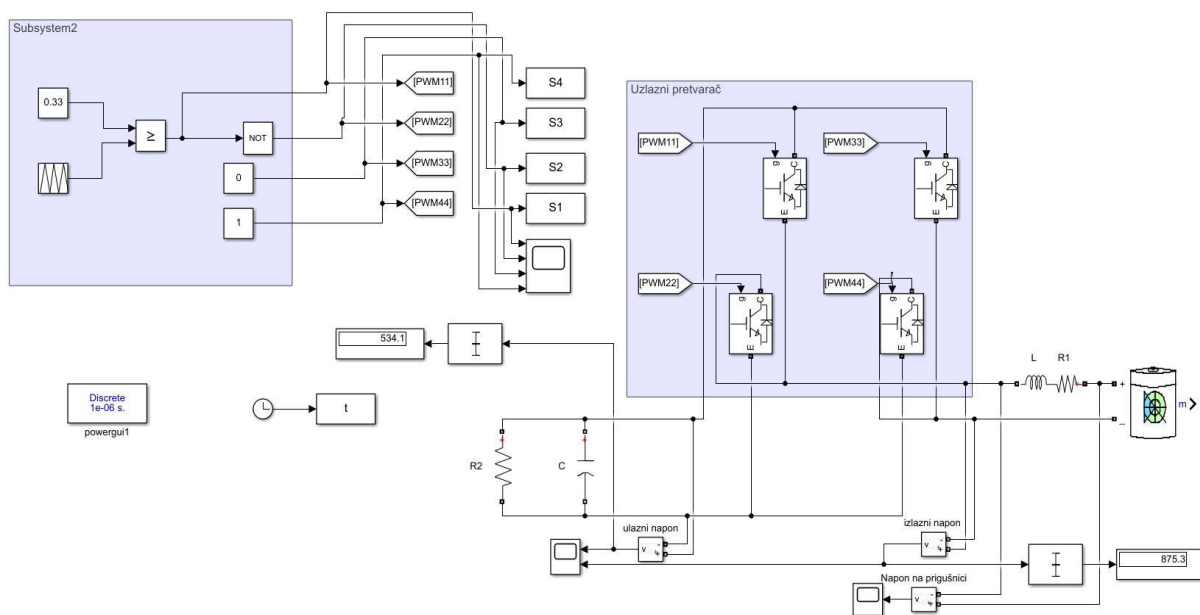 Subsystem2
0.33
≥
NOT
0
1
[PWM11]
[PWM22]
[PWM33]
[PWM44]
S4
S3
S2
S1
534.1
Discrete
1e-06 s.
powergui1
t
Uzlazni pretvarač
[PWM11]
[PWM33]
[PWM22]
[PWM44]
g
C
E
g
C
E
g
C
E
g
C
E
L
R1
+
_
m
R2
C
ulazni napon
v
-
+
izlazni napon
v
-
+
Napon na prigušnici
v
-
+
875.3